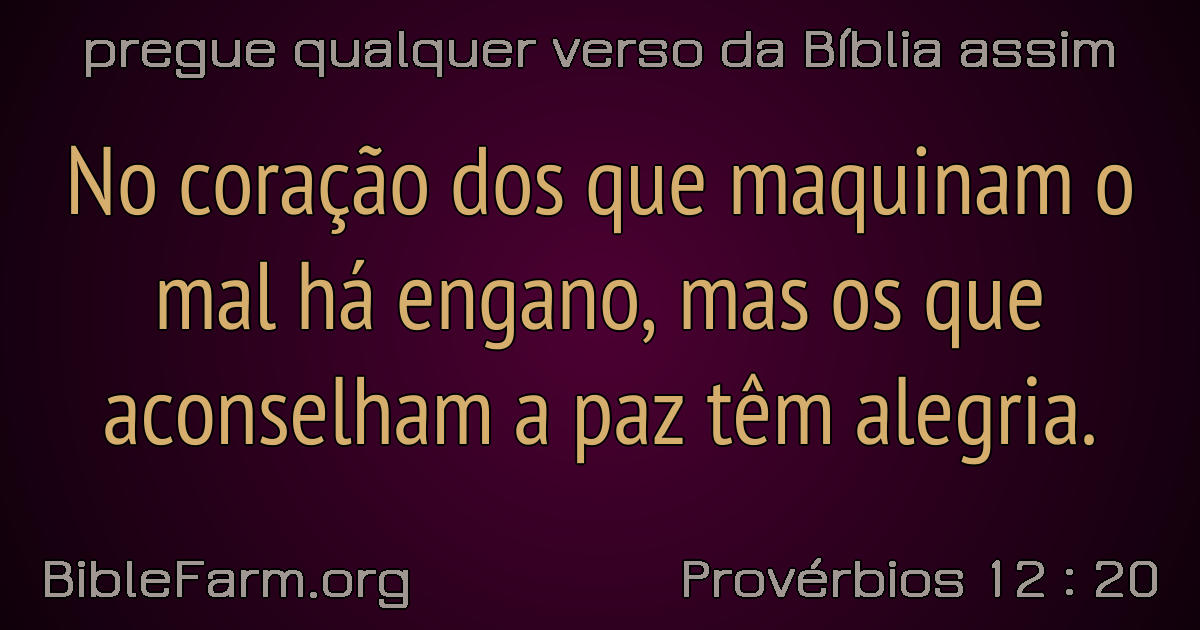 pregue qualquer verso da Bíblia assim
No coração dos que maquinam o
mal há engano, mas os que
aconselham a paz têm alegria.
BibleFarm.org
Provérbios 12 : 20